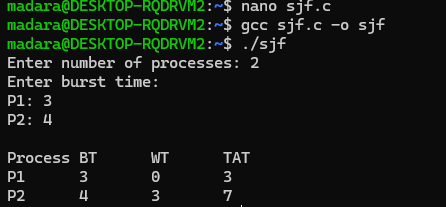 madara@DESKTOP-RQDRVM2:~$ nano sjf.c
madara@DESKTOP-RQDRVM2:~$ gcc sjf.c -o sjf
madara@DESKTOP-RQDRVM2:~$ ./sjf
Enter number of processes: 2
Enter burst time:
P1: 3
P2: 4

Process BT      WT      TAT
P1      3       0       3
P2      4       3       7